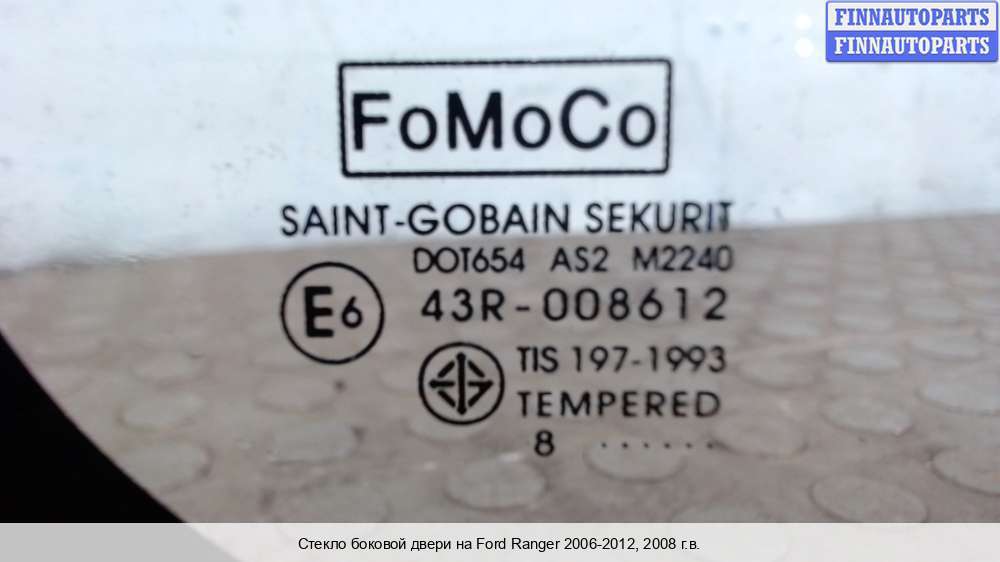 FINNAUTOPARTS
FINNAUTOPARTS
FoMoCo
SAINT-GOBAIN SEKURIT
DOT654 AS2 M2240
E6
43R-008612
TIS 197-1993
TEMPERED
8 ......
Стекло боковой двери на Ford Ranger 2006-2012, 2008 г.в.